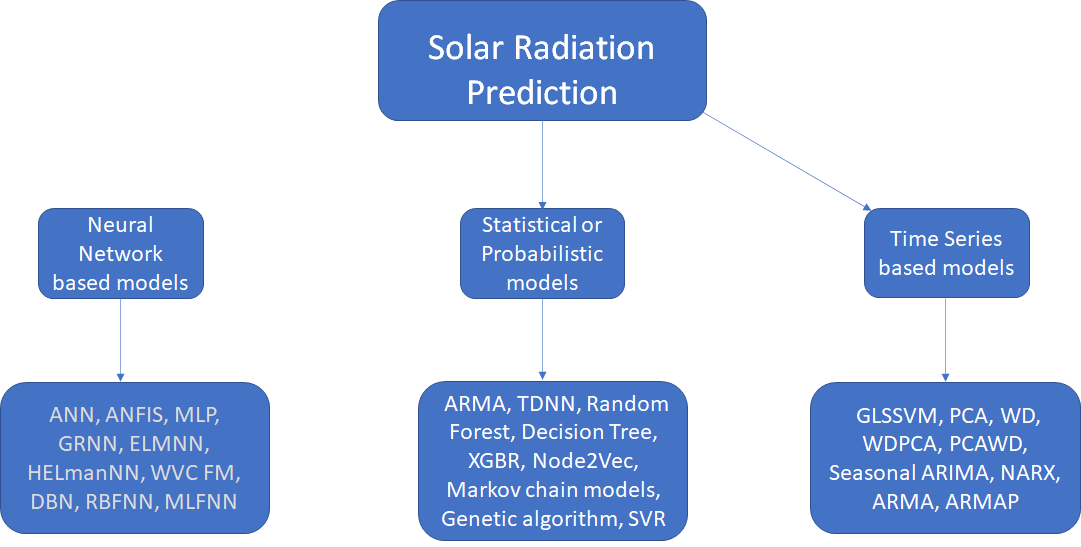 Solar Radiation
Prediction
Neural
Network
based models
Statistical or
Probabilistic
models
Time Series
based models
ANN, ANFIS, MLP,
GRNN, ELMNN,
HELmanNN, WVC FM,
DBN, RBFNN, MLFNN
ARMA, TDNN, Random
Forest, Decision Tree,
XGBR, Node2Vec,
Markov chain models,
Genetic algorithm, SVR
GLSSVM, PCA, WD,
WDPCA, PCAWD,
Seasonal ARIMA, NARX,
ARMA, ARMAP